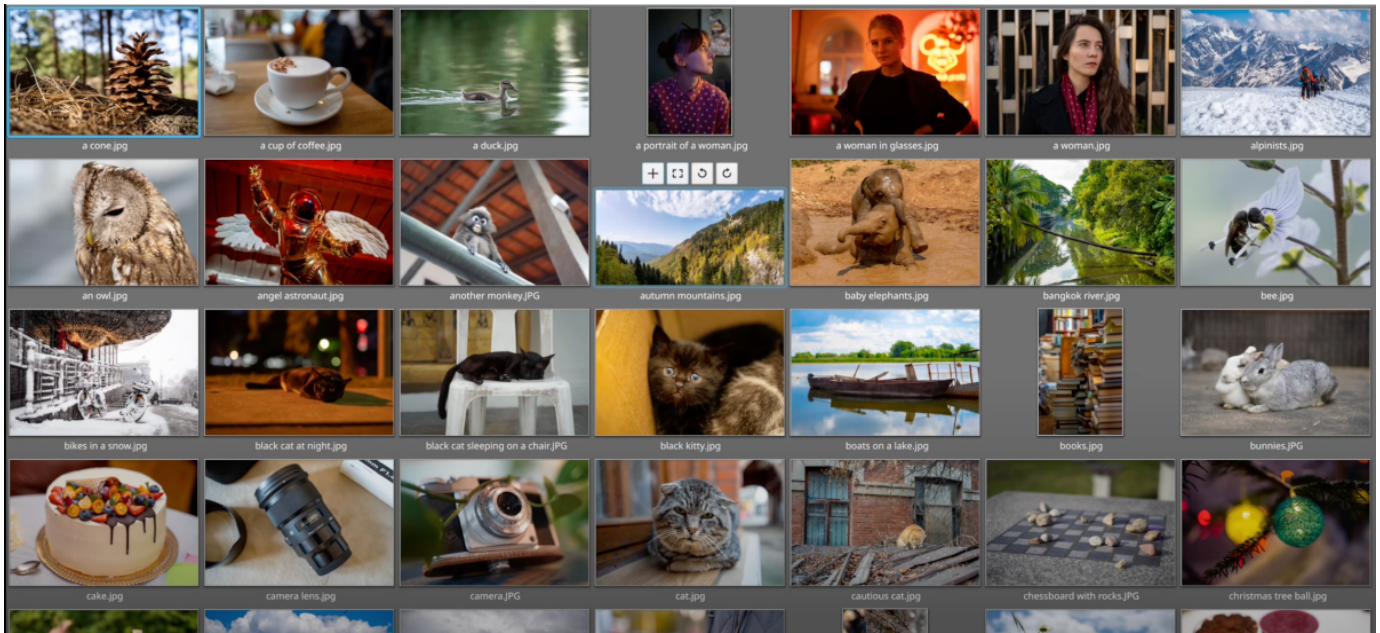 a cone.jpg
a cup of coffee.jpg
a duck.jpg
a portrait of a woman.jpg
a woman in glasses.jpg
a woman.jpg
alpinists.jpg
an owl.jpg
angel astronaut.jpg
another monkey.JPG
autumn mountains.jpg
baby elephants.jpg
bangkok river.jpg
bee.jpg
bikes in a snow.jpg
black cat at night.jpg
black cat sleeping on a chair.JPG
black kitty.jpg
boats on a lake.jpg
books.jpg
bunnies.JPG
cake.jpg
camera lens.jpg
camera.JPG
cat.jpg
cautious cat.jpg
chessboard with rocks.JPG
christmas tree ball.jpg